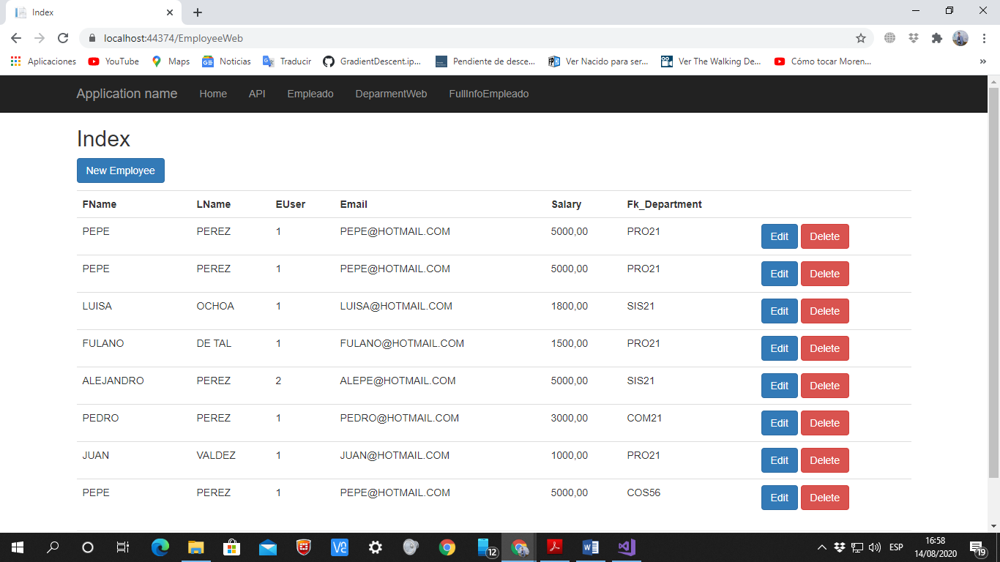 Index
localhost:44374/EmployeeWeb
Aplicaciones YouTube Maps Noticias Traducir GradientDescent.ip... Pendiente de desce... Ver Nacido para ser... Ver The Walking De... Cómo tocar Moren... »
Application name Home API Empleado DeparmentWeb FullInfoEmpleado
Index
New Employee
FName LName EUser Email Salary Fk_Department
PEPE PEREZ 1 PEPE@HOTMAIL.COM 5000,00 PRO21 Edit Delete
PEPE PEREZ 1 PEPE@HOTMAIL.COM 5000,00 PRO21 Edit Delete
LUISA OCHOA 1 LUISA@HOTMAIL.COM 1800,00 SIS21 Edit Delete
FULANO DE TAL 1 FULANO@HOTMAIL.COM 1500,00 PRO21 Edit Delete
ALEJANDRO PEREZ 2 ALEPE@HOTMAIL.COM 5000,00 SIS21 Edit Delete
PEDRO PEREZ 1 PEDRO@HOTMAIL.COM 3000,00 COM21 Edit Delete
JUAN VALDEZ 1 JUAN@HOTMAIL.COM 1000,00 PRO21 Edit Delete
PEPE PEREZ 1 PEPE@HOTMAIL.COM 5000,00 COS56 Edit Delete
12 ESP 16:58
14/08/2020 19